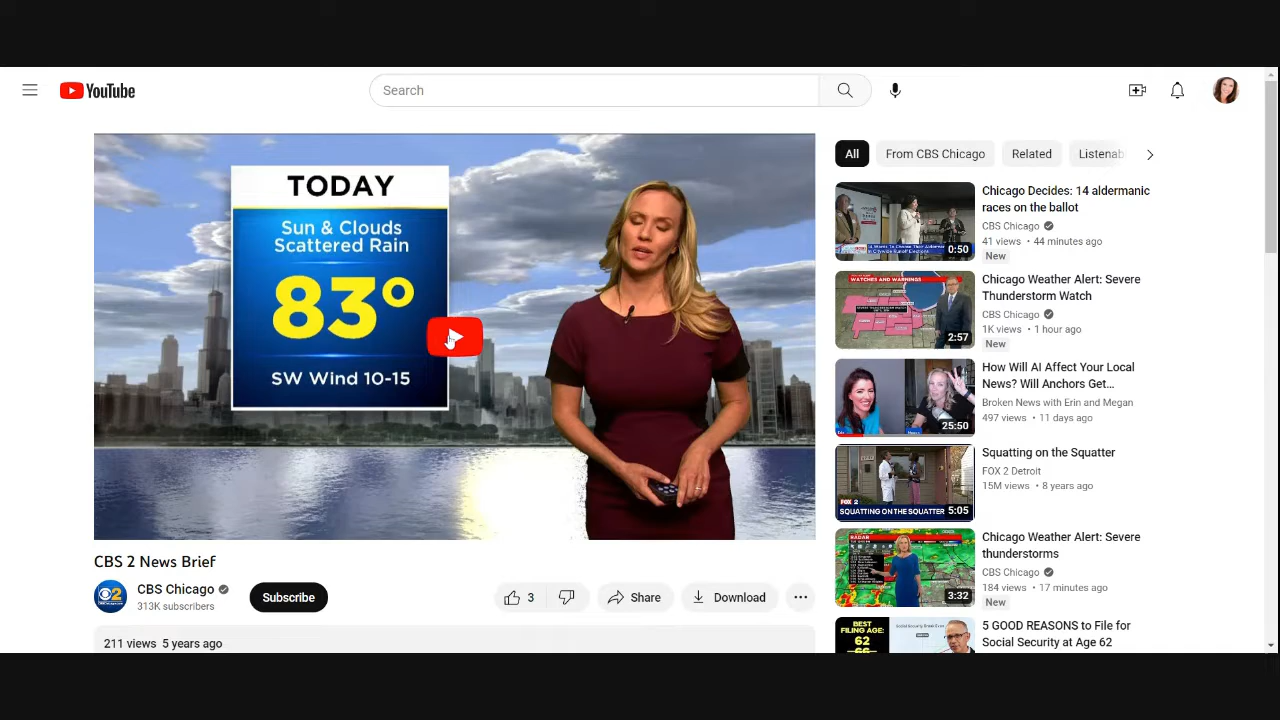 YouTube
Search
TODAY
Sun & Clouds
Scattered Rain
83°
SW Wind 10-15
CBS 2 News Brief
CBS Chicago
313K subscribers
Subscribe
3
Share
Download
211 views 5 years ago
All
From CBS Chicago
Related
Listenab
0:50
Chicago Decides: 14 aldermanic
races on the ballot
CBS Chicago
41 views • 44 minutes ago
New
WATCHES AND WARNINGS
2:57
Chicago Weather Alert: Severe
Thunderstorm Watch
CBS Chicago
1K views • 1 hour ago
New
25:50
How Will AI Affect Your Local
News? Will Anchors Get…
Broken News with Erin and Megan
497 views • 11 days ago
FOX 2
SQUATTING ON THE SQUATTER
5:05
Squatting on the Squatter
FOX 2 Detroit
15M views • 8 years ago
RADAR
3:32
Chicago Weather Alert: Severe
thunderstorms
CBS Chicago
184 views • 17 minutes ago
New
BEST
FILING AGE:
62
5 GOOD REASONS to File for
Social Security at Age 62